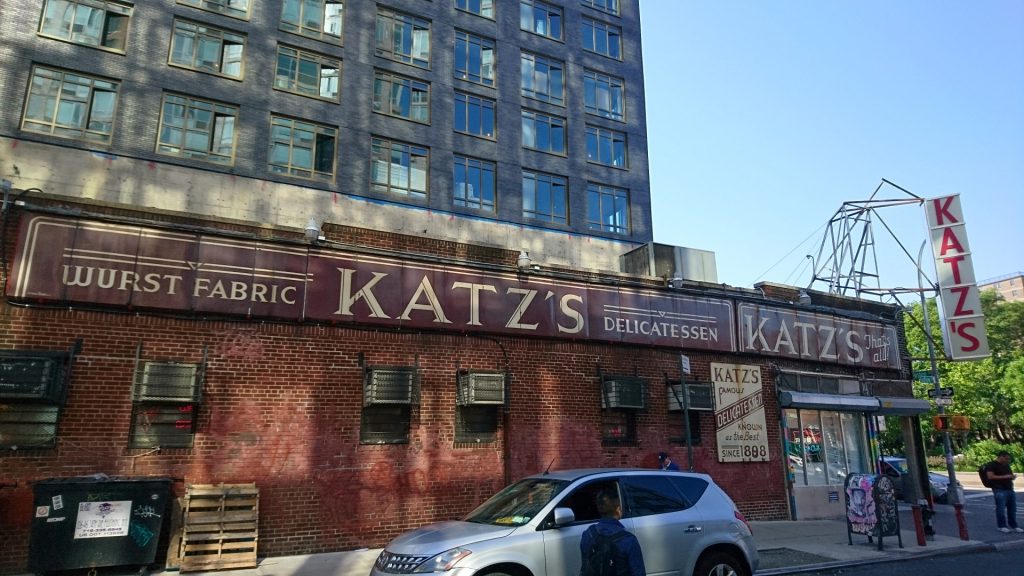 WURST FABRIC
KATZ'S
DELICATESSEN
KATZ'S
That's all!
KATZ'S
KATZ'S
FAMOUS
DELICATESSEN
KNOWN
as the Best
SINCE 1888